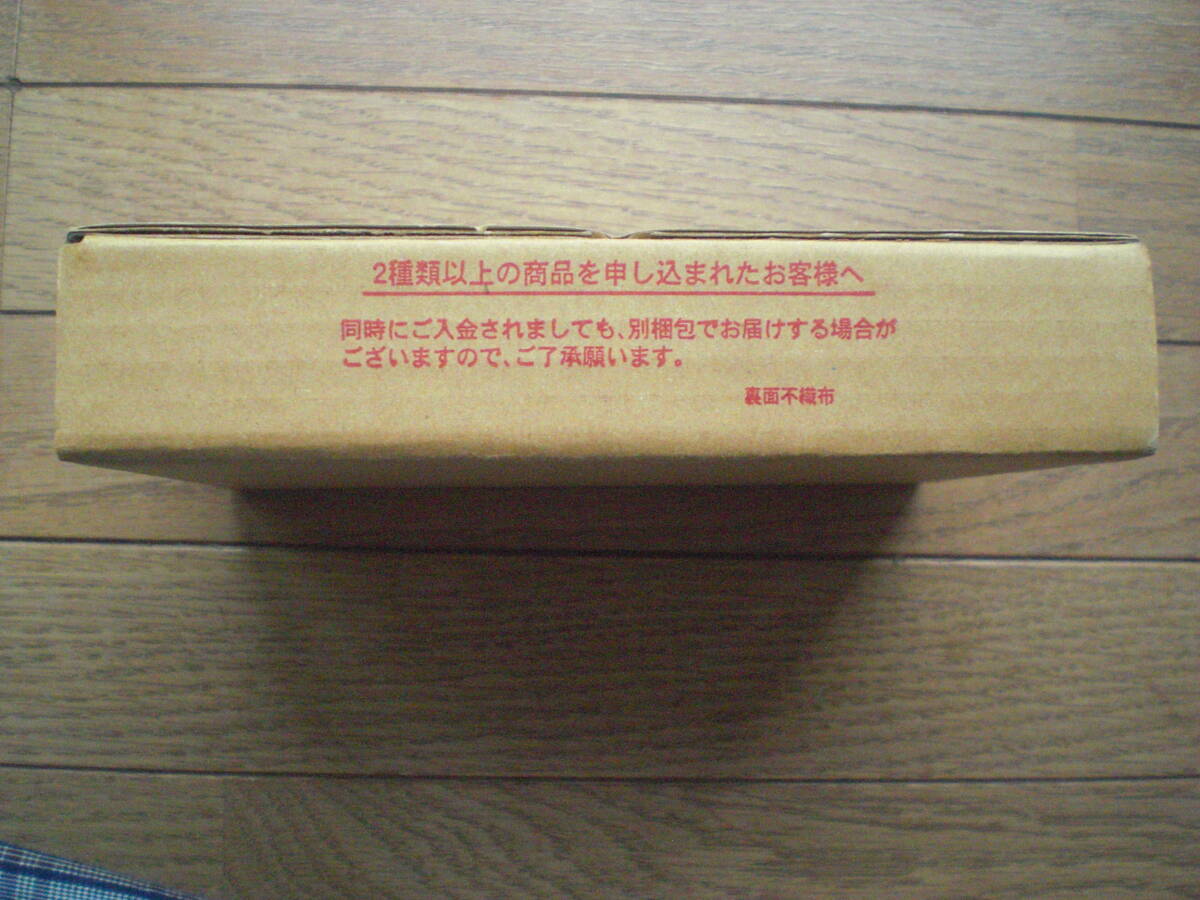 2種類以上の商品を申し込まれたお客様へ
同時にご入金されましても、別梱包でお届けする場合が
ございますので、ご了承願います。
裏面不織布